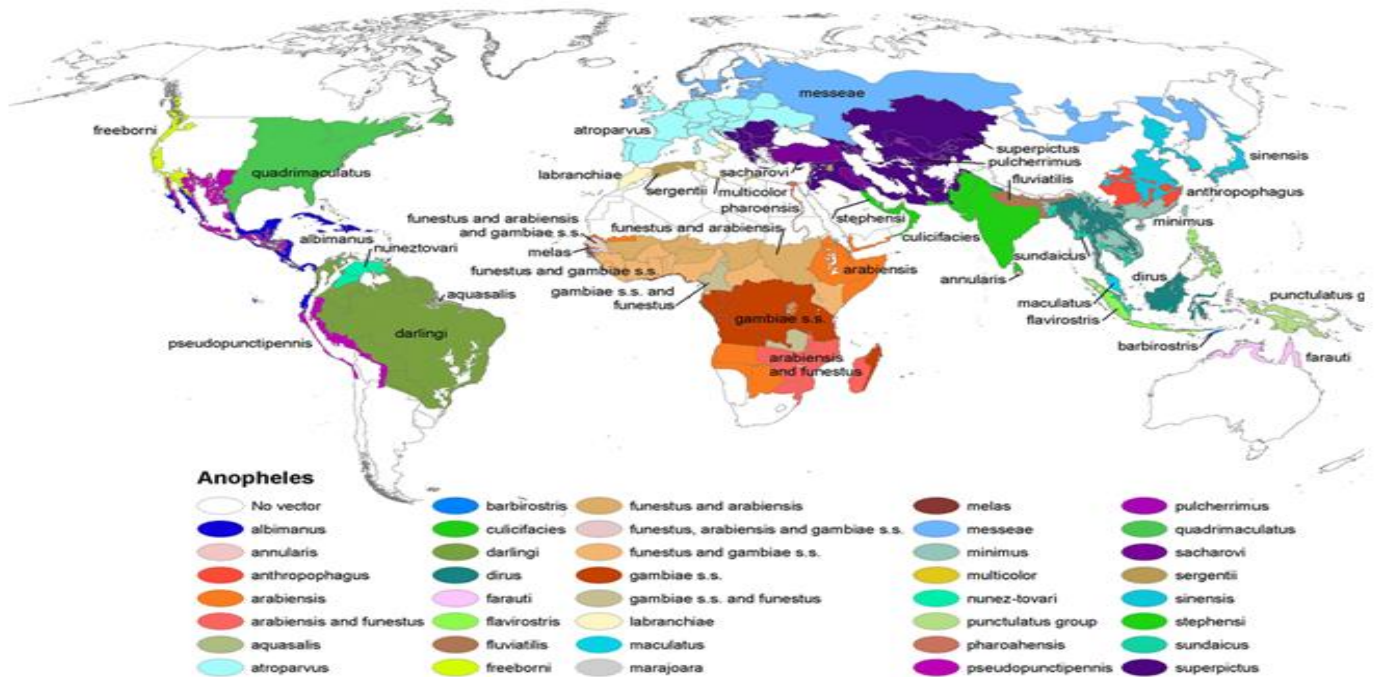 messeae
freeborni
atroparvus
superpictus
pulcherrimus
sinensis
quadrimaculatus
labranchiae
sacharovi
fluviatilis
sergentii
multicolor
anthropophagus
pharoensis
stephensi
minimus
funestus and arabiensis
and gambiae s.s.
funestus and arabiensis
albimanus
nuneztovari
culicifacies
melas
sundaicus
funestus and gambiae s.s.
arabiensis
annularis
dirus
gambiae s.s. and
funestus
aquasalis
maculatus
punctulatus g
gambiae s.s.
flavirostris
darlingi
pseudopunctipennis
barbirostris
farauti
arabiensis
and funestus
Anopheles
No vector
albimanus
annularis
anthropophagus
arabiensis
arabiensis and funestus
aquasalis
atroparvus
barbirostris
culicifacies
darlingi
dirus
farauti
flavirostris
fluviatilis
freeborni
funestus and arabiensis
funestus, arabiensis and gambiae s.s.
funestus and gambiae s.s.
gambiae s.s.
gambiae s.s. and funestus
labranchiae
maculatus
marajoara
melas
messeae
minimus
multicolor
nunez-tovari
punctulatus group
pharoahensis
pseudopunctipennis
pulcherrimus
quadrimaculatus
sacharovi
sergentii
sinensis
stephensi
sundaicus
superpictus